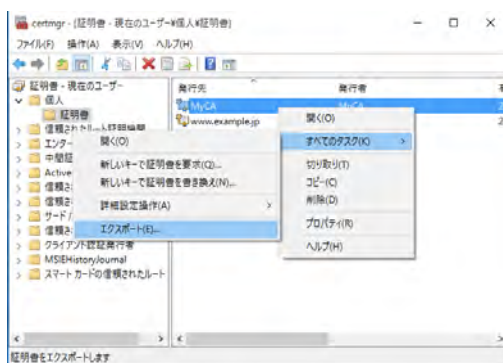 certmgr - [証明書 - 現在のユーザー¥個人¥証明書]
ファイル(F) 操作(A) 表示(V) ヘルプ(H)
証明書 - 現在のユーザー
個人
証明書
信頼されたルート証明機関
中間証
Active
信頼さ
信頼さ
サードパ
信頼さ
クライアント認証発行者
MSIEHistoryJournal
スマート カードの信頼されたルート
発行先 発行者
MyCA MyCA
www.example.jp
開く(O)
すべてのタスク(K)
切り取り(T)
コピー(C)
削除(D)
プロパティ(R)
ヘルプ(H)
開く(O)
新しいキーで証明書を要求(Q)...
新しいキーで証明書を書き換え(N)...
詳細設定操作(A)
エクスポート(E)...
証明書をエクスポートします